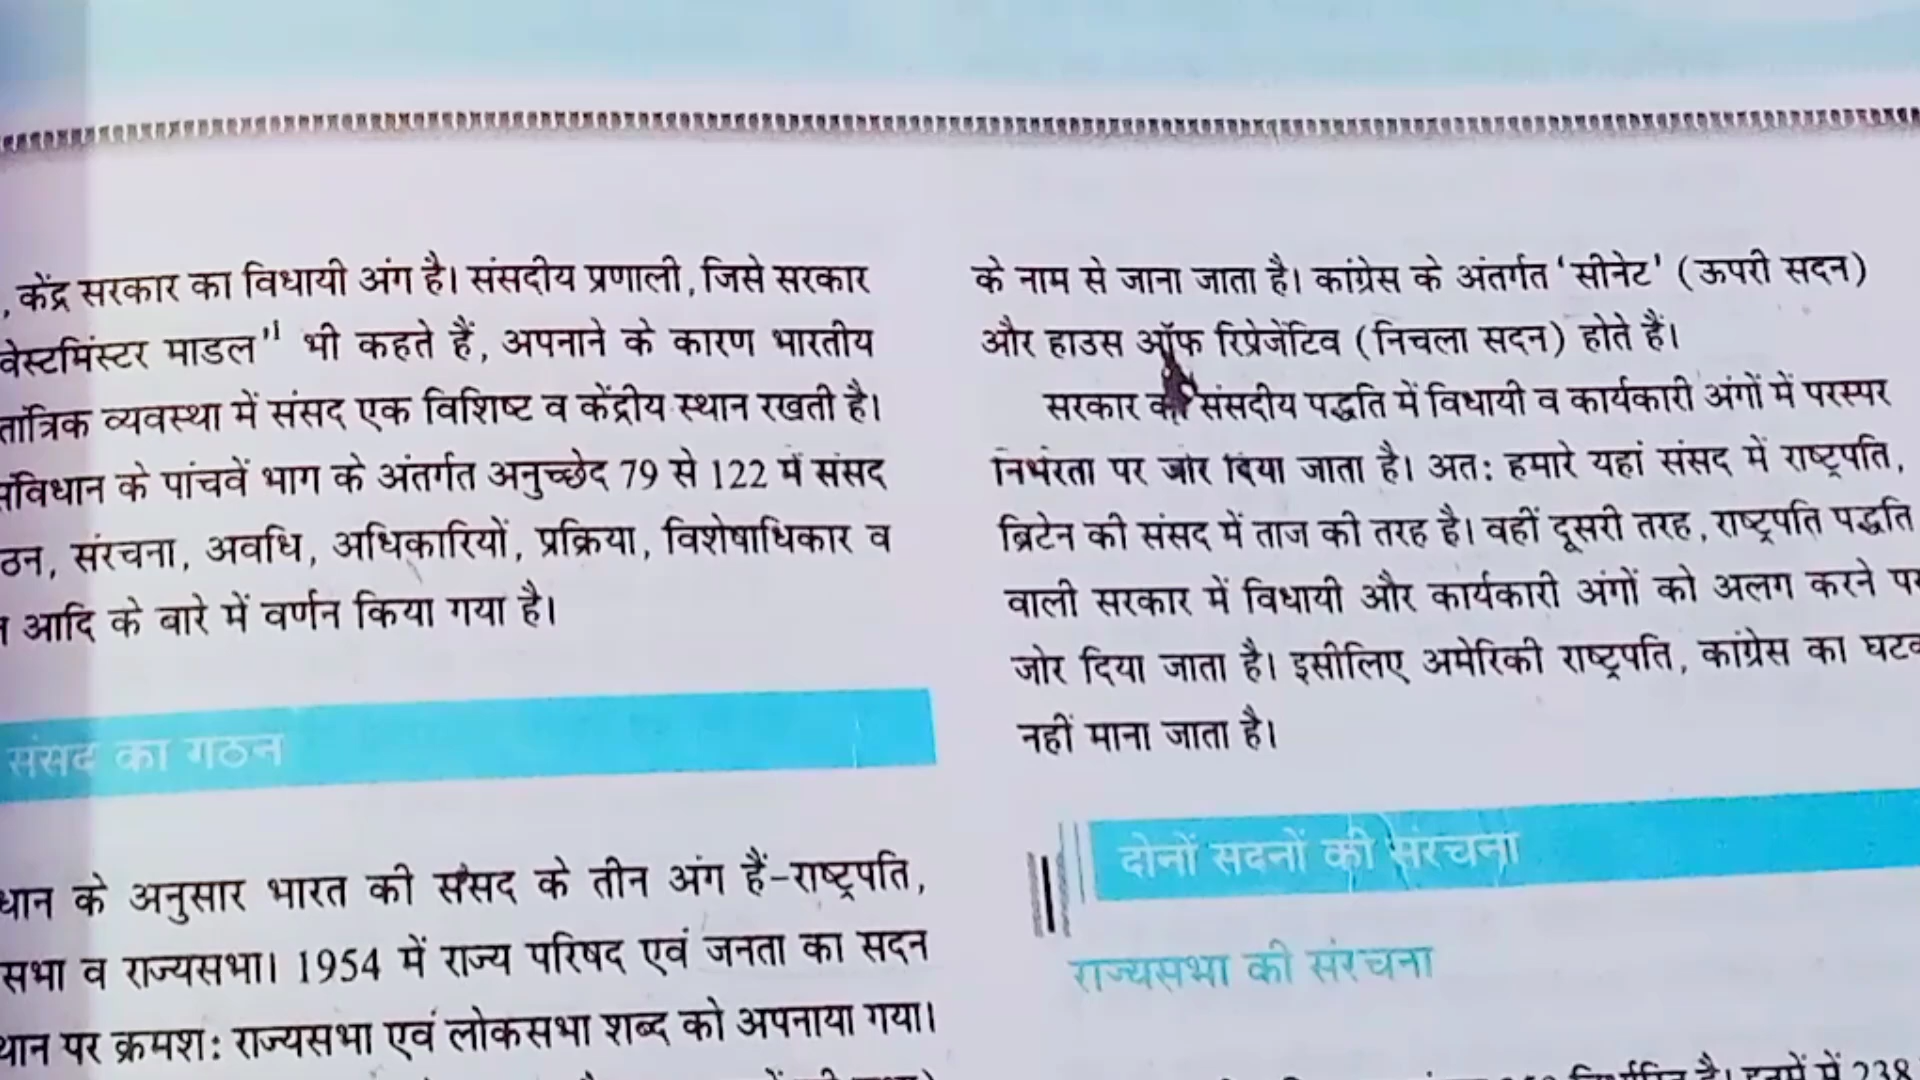 , केंद्र सरकार का विधायी अंग है। संसदीय प्रणाली, जिसे सरकार
वेस्टमिंस्टर माडल''1 भी कहते हैं, अपनाने के कारण भारतीय
तांत्रिक व्यवस्था में संसद एक विशिष्ट व केंद्रीय स्थान रखती है।
संविधान के पांचवें भाग के अंतर्गत अनुच्छेद 79 से 122 में संसद
ठन, संरचना, अवधि, अधिकारियों, प्रक्रिया, विशेषाधिकार व
आदि के बारे में वर्णन किया गया है।
संसद का गठन
धान के अनुसार भारत की संसद के तीन अंग हैं-राष्ट्रपति,
सभा व राज्यसभा। 1954 में राज्य परिषद एवं जनता का सदन
थान पर क्रमश: राज्यसभा एवं लोकसभा शब्द को अपनाया गया।
के नाम से जाना जाता है। कांग्रेस के अंतर्गत 'सीनेट' (ऊपरी सदन)
और हाउस ऑफ रिप्रेजेंटिव (निचला सदन) होते हैं।
सरकार की संसदीय पद्धति में विधायी व कार्यकारी अंगों में परस्पर
निर्भरता पर जोर दिया जाता है। अत: हमारे यहां संसद में राष्ट्रपति,
ब्रिटेन की संसद में ताज की तरह है। वहीं दूसरी तरह, राष्ट्रपति पद्धति
वाली सरकार में विधायी और कार्यकारी अंगों को अलग करने पर
जोर दिया जाता है। इसीलिए अमेरिकी राष्ट्रपति, कांग्रेस का घटक
नहीं माना जाता है।
दोनों सदनों की संरचना
राज्यसभा की संरचना
निर्धारित है। इनमें में 238